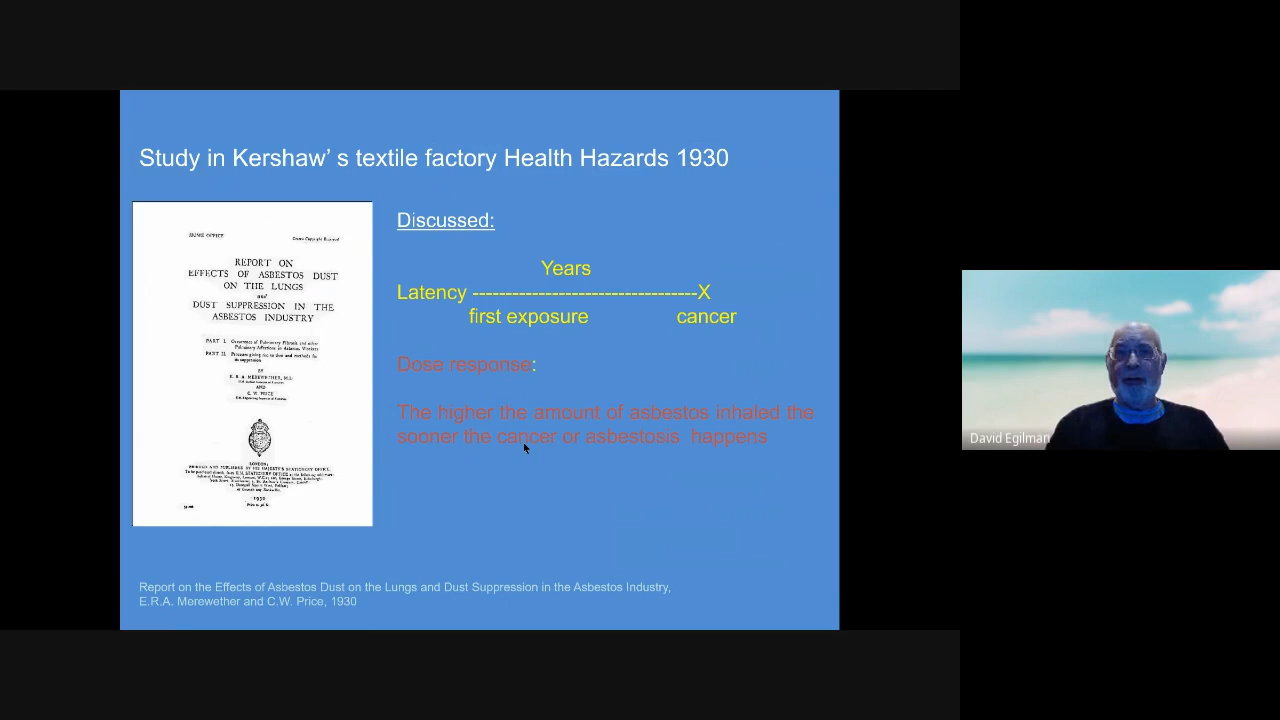 Study in Kershaw' s textile factory Health Hazards 1930
HOME OFFICE
Crown Copyright Reserved
REPORT ON
EFFECTS OF ASBESTOS DUST
ON THE LUNGS
and
DUST SUPPRESSION IN THE
ASBESTOS INDUSTRY
PART I. Occurrence of Pulmonary Fibrosis and other
Pulmonary Affections in Asbestos Workers
PART II. Processes giving rise to dust and methods for
its suppression
BY
E. R. A. MEREWETHER, M.D.
AND
C. W. PRICE
LONDON:
PRINTED AND PUBLISHED BY HIS MAJESTY'S STATIONERY OFFICE
1930
Discussed:
Years
Latency ----------------------------------X
first exposure cancer
Dose response:
The higher the amount of asbestos inhaled the
sooner the cancer or asbestosis happens
Report on the Effects of Asbestos Dust on the Lungs and Dust Suppression in the Asbestos Industry,
E.R.A. Merewether and C.W. Price, 1930
David Egilman